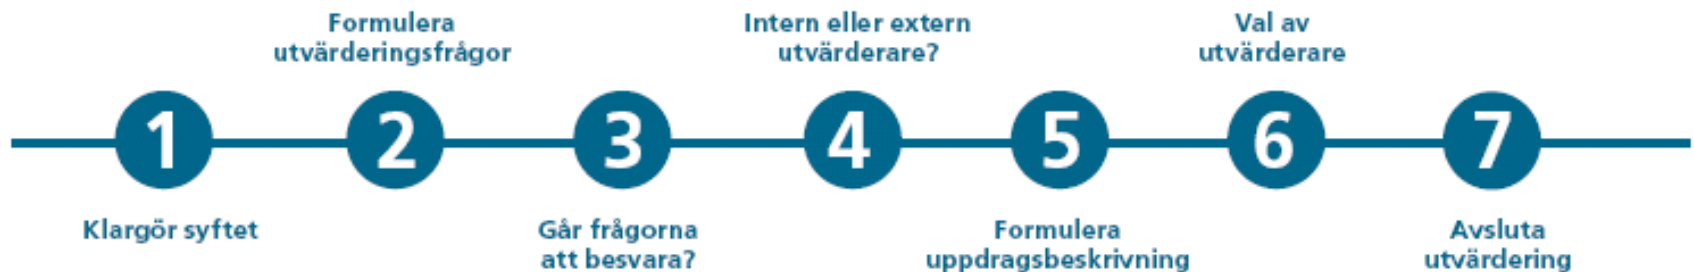 Formulera
utvärderingsfrågor
Intern eller extern
utvärderare?
Val av
utvärderare
1
2
3
4
5
6
7
Klargör syftet
Går frågorna
att besvara?
Formulera
uppdragsbeskrivning
Avsluta
utvärdering